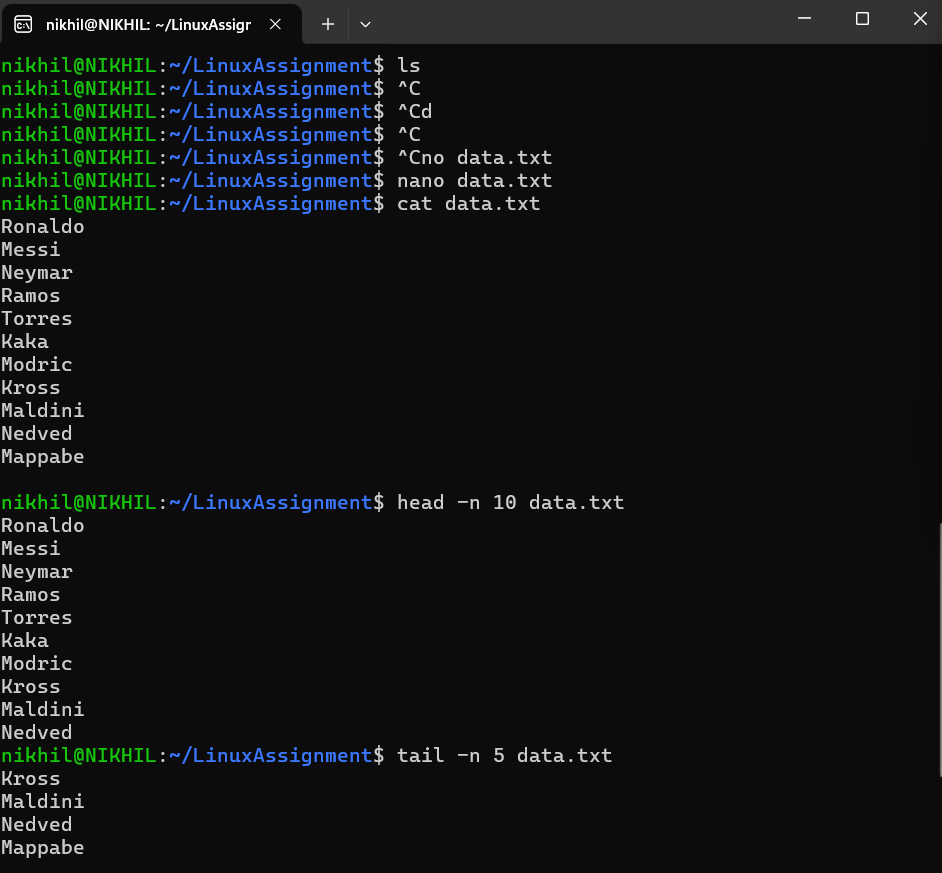 nikhil@NIKHIL: ~/LinuxAssigr
nikhil@NIKHIL:~/LinuxAssignment$ ls
nikhil@NIKHIL:~/LinuxAssignment$ ^C
nikhil@NIKHIL:~/LinuxAssignment$ ^Cd
nikhil@NIKHIL:~/LinuxAssignment$ ^C
nikhil@NIKHIL:~/LinuxAssignment$ ^Cno data.txt
nikhil@NIKHIL:~/LinuxAssignment$ nano data.txt
nikhil@NIKHIL:~/LinuxAssignment$ cat data.txt
Ronaldo
Messi
Neymar
Ramos
Torres
Kaka
Modric
Kross
Maldini
Nedved
Mappabe
nikhil@NIKHIL:~/LinuxAssignment$ head -n 10 data.txt
Ronaldo
Messi
Neymar
Ramos
Torres
Kaka
Modric
Kross
Maldini
Nedved
nikhil@NIKHIL:~/LinuxAssignment$ tail -n 5 data.txt
Kross
Maldini
Nedved
Mappabe